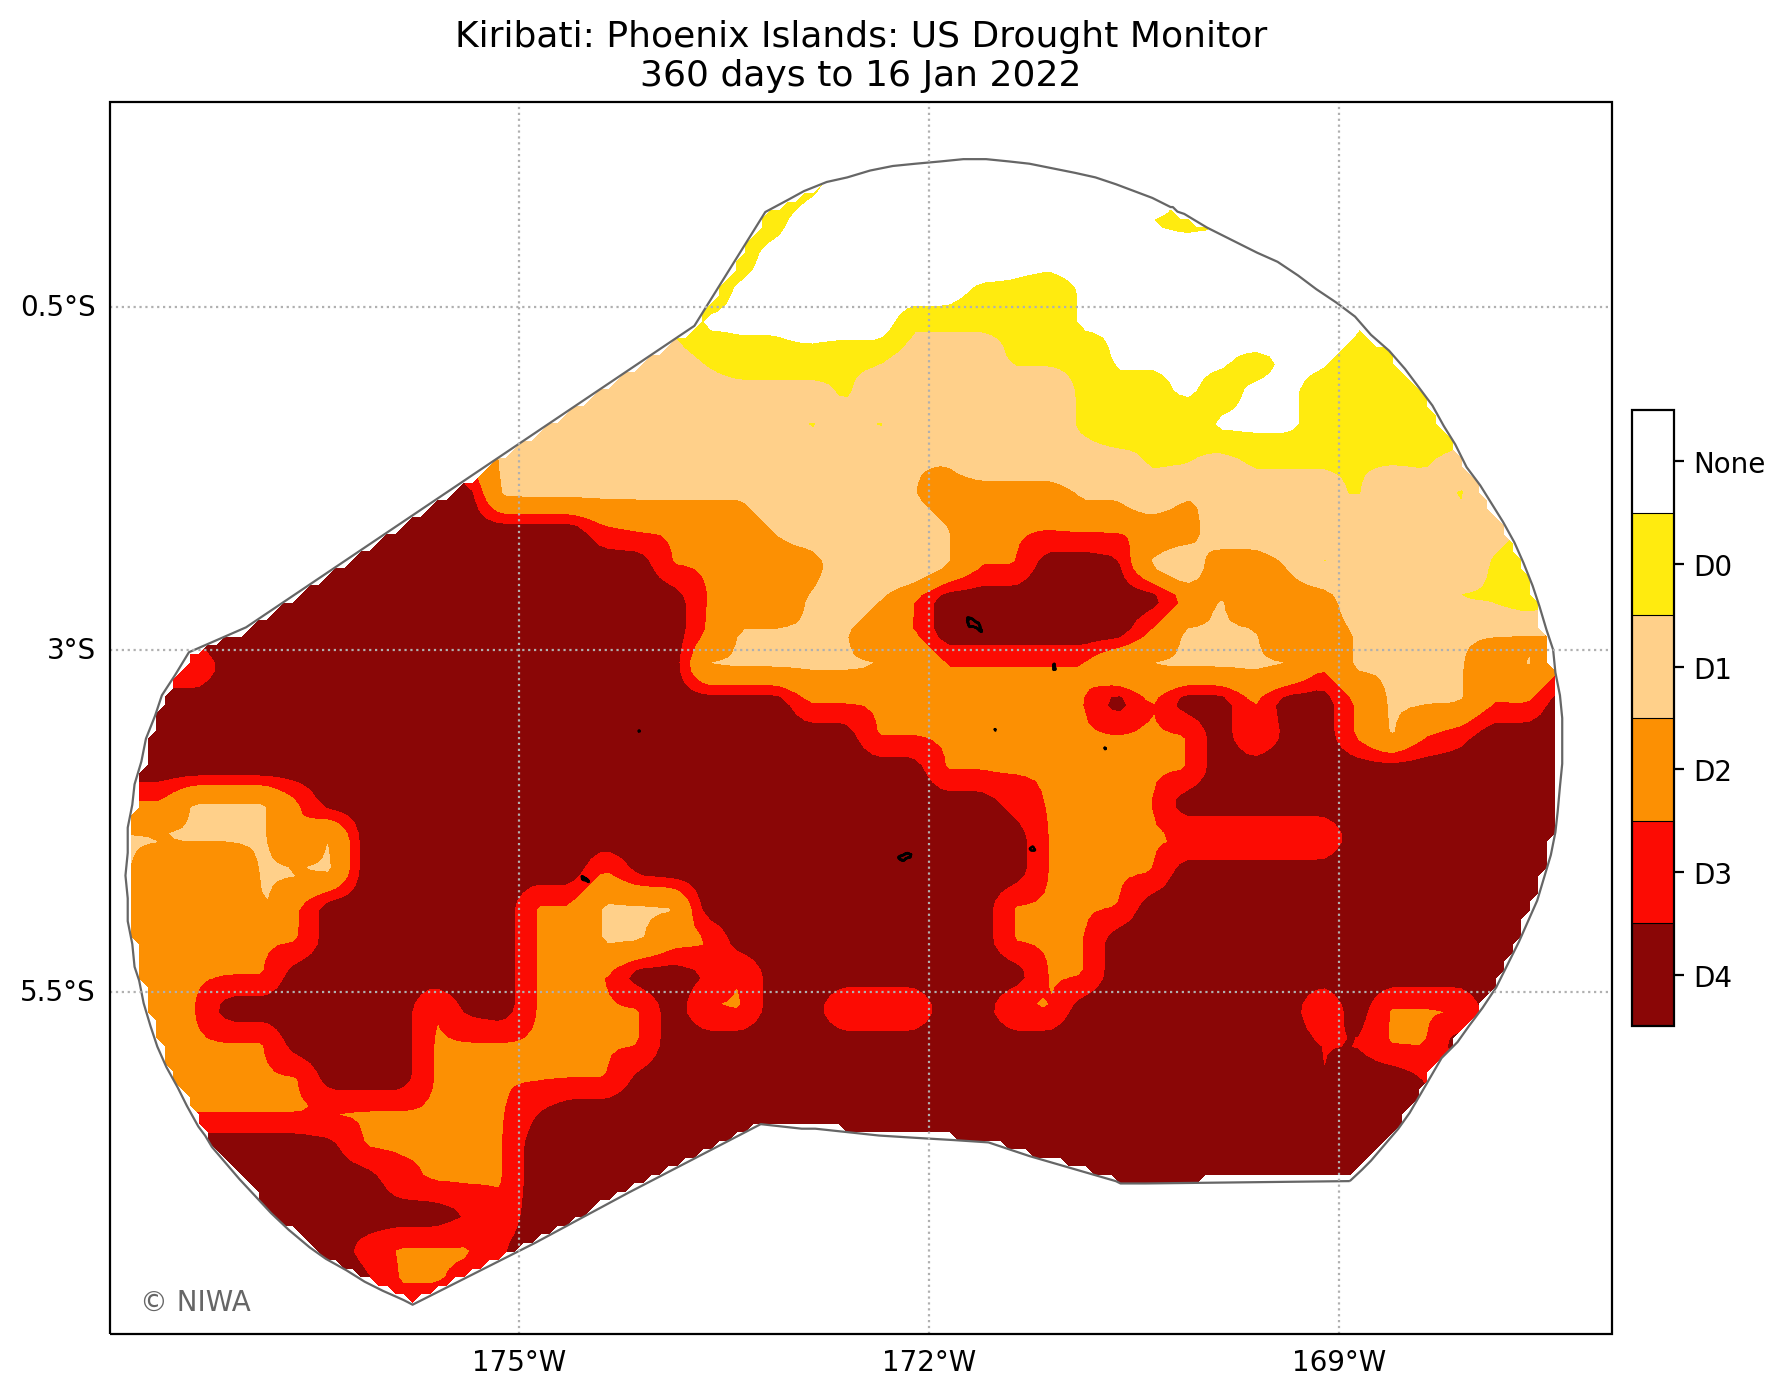 Kiribati: Phoenix Islands: US Drought Monitor
360 days to 16 Jan 2022
0.5°S
3°S
5.5°S
175°W
172°W
169°W
None
D0
D1
D2
D3
D4
© NIWA